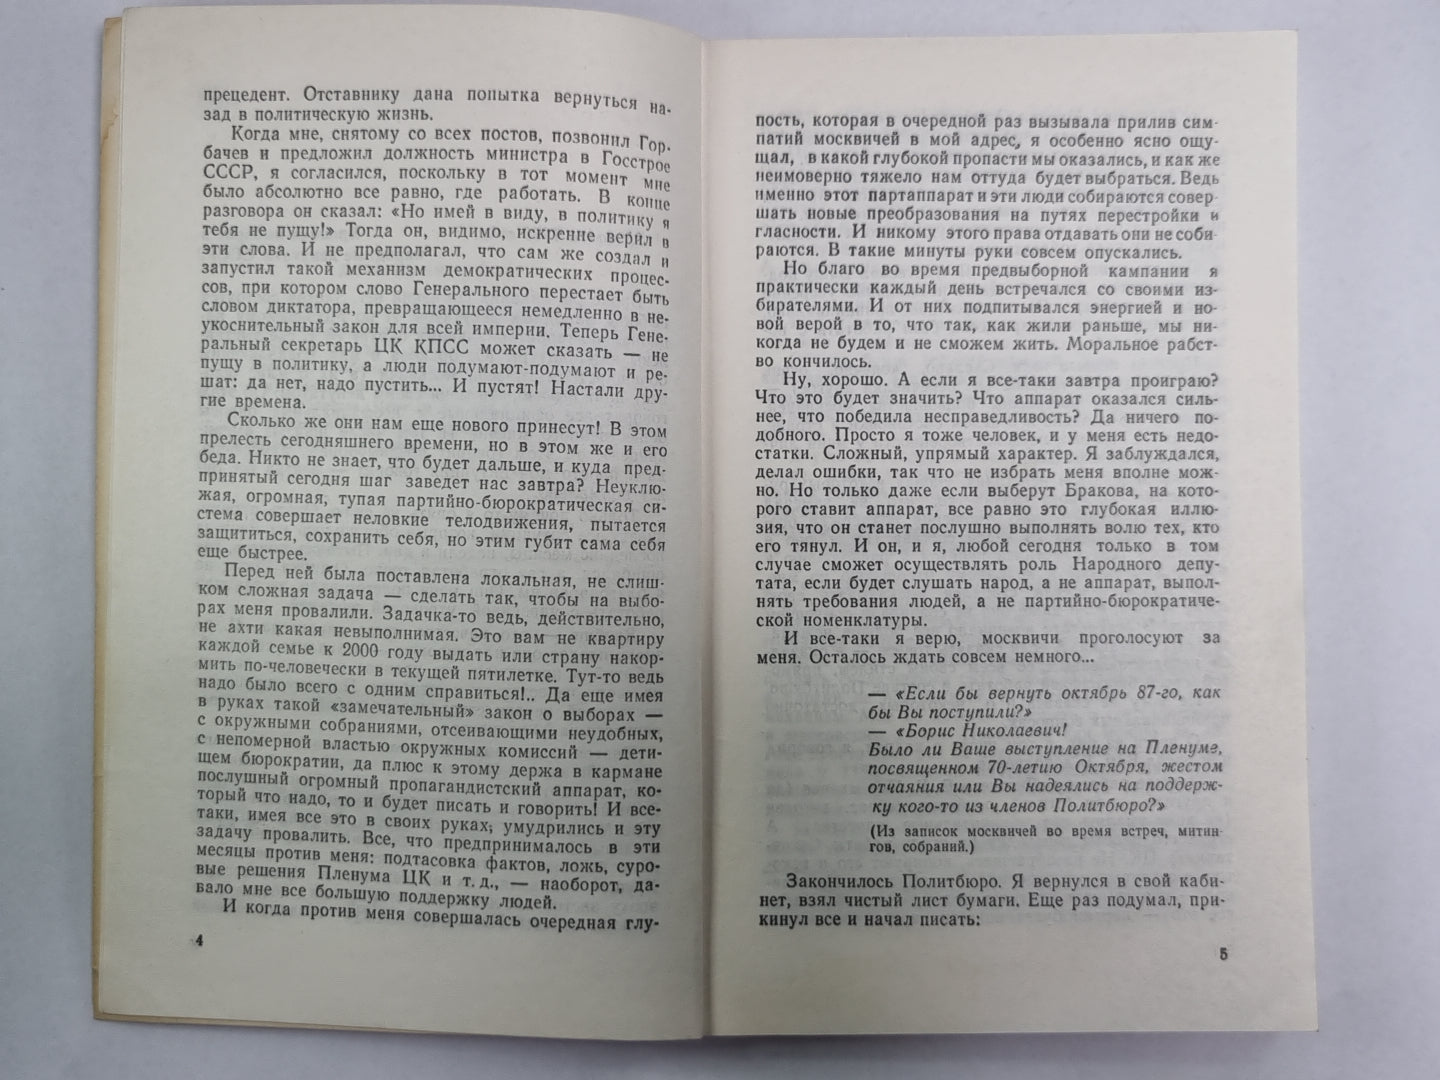 прецедент. Отставнику дана попытка вернуться на-
зад в политическую жизнь.
Когда мне, снятому со всех постов, позвонил Гор-
бачев и предложил должность министра в Госстрое
СССР, я согласился, поскольку в тот момент мне
было абсолютно все равно, где работать. В конце
разговора он сказал: «Но имей в виду, в политику я
тебя не пущу!» Тогда он, видимо, искренне верил в
эти слова. И не предполагал, что сам же создал и
запустил такой механизм демократических процес-
сов, при котором слово Генерального перестает быть
словом диктатора, превращающееся немедленно в не-
укоснительный закон для всей империи. Теперь Гене-
ральный секретарь ЦК КПСС может сказать — не
пущу в политику, а люди подумают-подумают и ре-
шат: да нет, надо пустить... И пустят! Настали дру-
гие времена.
Сколько же они нам еще нового принесут! В этом
прелесть сегодняшнего времени, но в этом же и его
беда. Никто не знает, что будет дальше, и куда пред-
принятый сегодня шаг заведет нас завтра? Неуклю-
жая, огромная, тупая партийно-бюрократическая си-
стема совершает неловкие телодвижения, пытается
защититься, сохранить себя, но этим губит сама себя
еще быстрее.
Перед ней была поставлена локальная, не слиш-
ком сложная задача — сделать так, чтобы на выбо-
рах меня провалили. Задачка-то ведь, действительно,
не ахти какая невыполнимая. Это вам не квартиру
каждой семье к 2000 году выдать или страну накор-
мить по-человечески в текущей пятилетке. Тут-то ведь
надо было всего с одним справиться!.. Да еще имея
в руках такой «замечательный» закон о выборах —
с окружными собраниями, отсеивающими неудобных,
с непомерной властью окружных комиссий — дети-
щем бюрократии, да плюс к этому держа в кармане
послушный огромный пропагандистский аппарат, ко-
торый что надо, то и будет писать и говорить! И все-
таки, имея все это в своих руках, умудрились и эту
задачу провалить. Все, что предпринималось в эти
месяцы против меня: подтасовка фактов, ложь, суро-
вые решения Пленума ЦК и т. д., — наоборот, да-
вало мне все большую поддержку людей.
И когда против меня совершалась очередная глу-
4
пость, которая в очередной раз вызывала прилив сим-
патий москвичей в мой адрес, я особенно ясно ощу-
щал, в какой глубокой пропасти мы оказались, и как же
неимоверно тяжело нам оттуда будет выбраться. Ведь
именно этот партаппарат и эти люди собираются совер-
шать новые преобразования на путях перестройки и
гласности. И никому этого права отдавать они не соби-
раются. В такие минуты руки совсем опускались.
Но благо во время предвыборной кампании я
практически каждый день встречался со своими из-
бирателями. И от них подпитывался энергией и но-
вой верой в то, что так, как жили раньше, мы ни-
когда не будем и не сможем жить. Моральное рабст-
во кончилось.
Ну, хорошо. А если я все-таки завтра проиграю?
Что это будет значить? Что аппарат оказался силь-
нее, что победила несправедливость? Да ничего по-
добного. Просто я тоже человек, и у меня есть недо-
статки. Сложный, упрямый характер. Я заблуждался,
делал ошибки, так что не избрать меня вполне мож-
но. Но только даже если выберут Бракова, на кото-
рого ставит аппарат, все равно это глубокая иллю-
зия, что он станет послушно выполнять волю тех, кто
его тянул. И он, и я, любой сегодня только в том
случае сможет осуществлять роль Народного депу-
тата, если будет слушать народ, а не аппарат, выпол-
нять требования людей, а не партийно-бюрократиче-
ской номенклатуры.
И все-таки я верю, москвичи проголосуют за
меня. Осталось ждать совсем немного...
— «Если бы вернуть октябрь 87-го, как
бы Вы поступили?»
— «Борис Николаевич!
Было ли Ваше выступление на Пленуме,
посвященном 70-летию Октября, жестом
отчаяния или Вы надеялись на поддерж-
ку кого-то из членов Политбюро?»
(Из записок москвичей во время встреч, митин-
гов, собраний.)
Закончилось Политбюро. Я вернулся в свой каби-
нет, взял чистый лист бумаги. Еще раз подумал, при-
кинул все и начал писать:
5